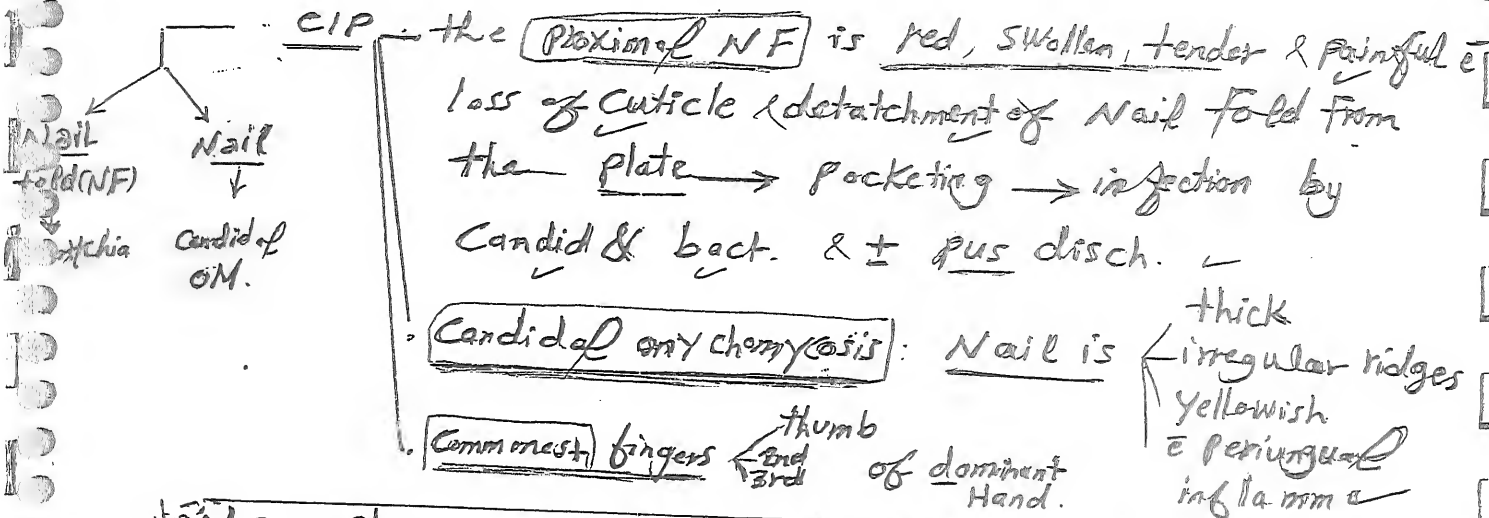 C/P
. the Proximal NF is red, swollen, tender & painful ē
loss of cuticle & detatchment of Nail Fold From
the plate → pocketing → infection by
Candid & bact. & ± pus disch.
Nail
fold(NF)
Nail
Candidal
OM.
. Candidal onychomycosis: Nail is
thick
irregular ridges
yellowish
ē periungual
inflamm
. Commonest fingers
thumb
2nd
3rd
of dominant
Hand.